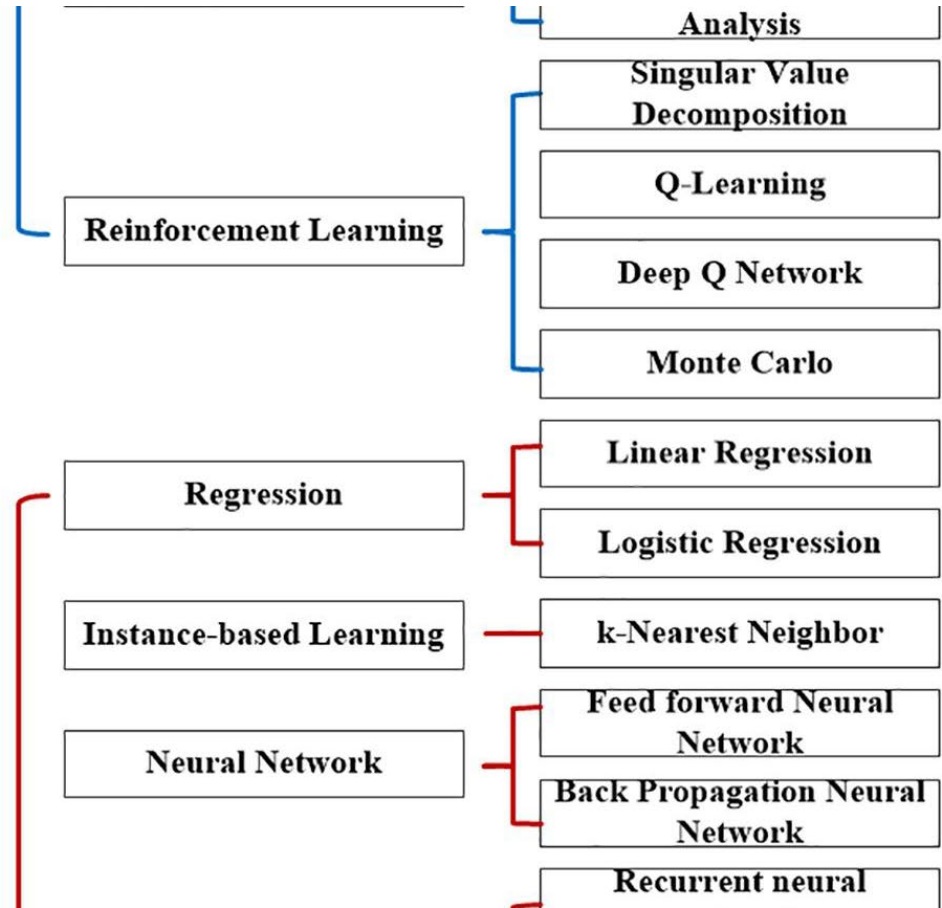 Analysis
Singular Value
Decomposition
Q-Learning
Reinforcement Learning
Deep Q Network
Monte Carlo
Linear Regression
Regression
Logistic Regression
Instance-based Learning
k-Nearest Neighbor
Feed forward Neural
Network
Neural Network
Back Propagation Neural
Network
Recurrent neural